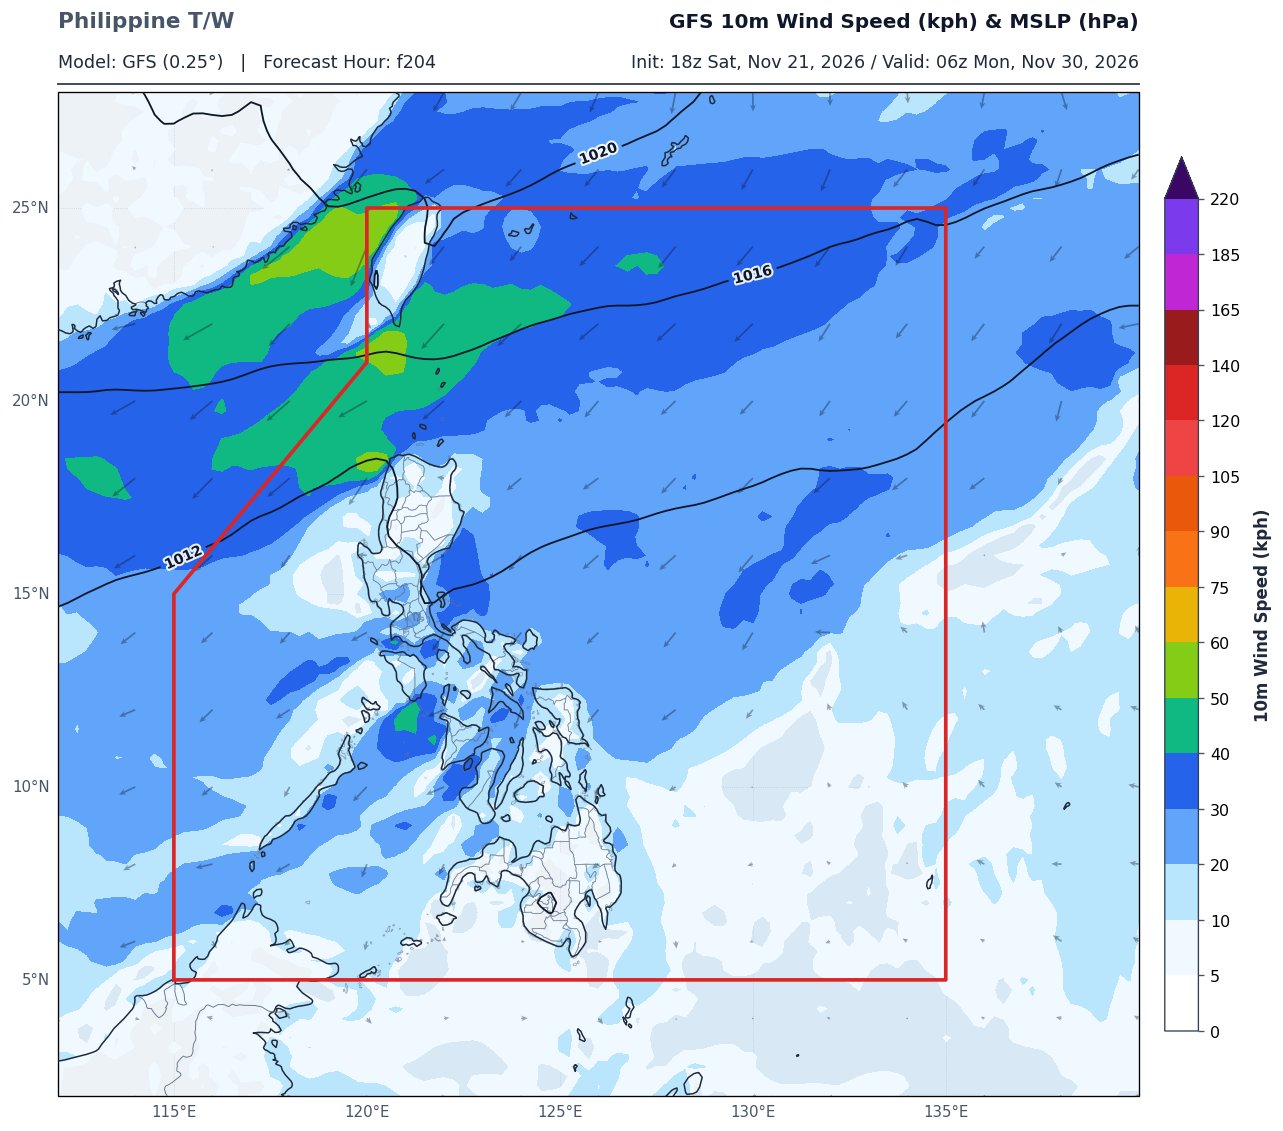 Philippine T/W
GFS 10m Wind Speed (kph) & MSLP (hPa)
Model: GFS (0.25°) | Forecast Hour: f204
Init: 18z Sat, Nov 21, 2026 / Valid: 06z Mon, Nov 30, 2026
1020
1016
1012
25°N
20°N
15°N
10°N
5°N
115°E
120°E
125°E
130°E
135°E
220
185
165
140
120
105
90
75
60
50
40
30
20
10
5
0
10m Wind Speed (kph)